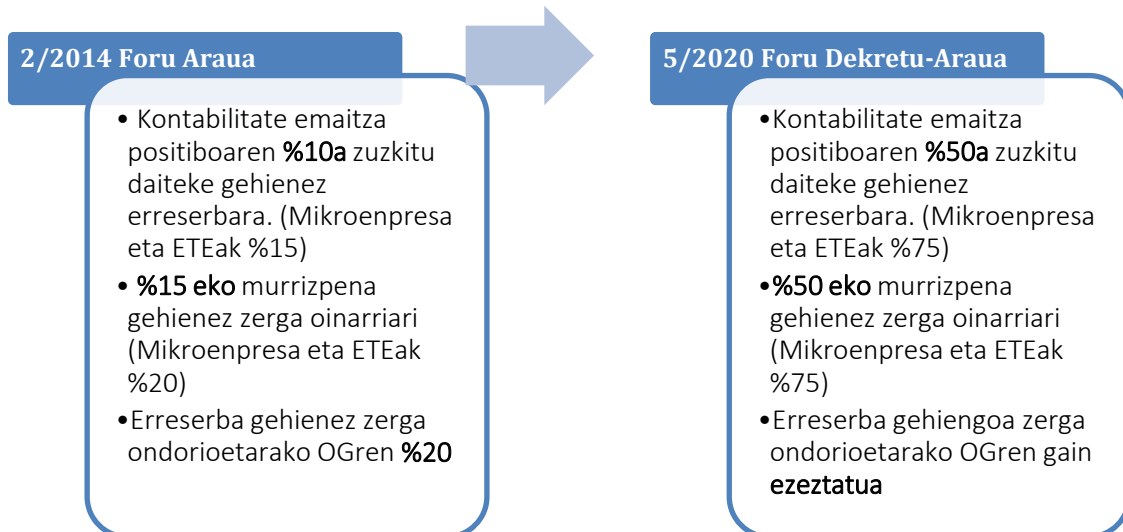 2/2014 Foru Araua
• Kontabilitate emaitza
positiboaren %10a zuzkitu
daiteke gehienez
erreserbara. (Mikroenpresa
eta ETEak %15)
• %15 eko murrizpena
gehienez zerga oinarriari
(Mikroenpresa eta ETEak
%20)
•Erreserba gehienez zerga
ondorioetarako OGren %20
5/2020 Foru Dekretu-Araua
•Kontabilitate emaitza
positiboaren %50a zuzkitu
daiteke gehienez
erreserbara. (Mikroenpresa
eta ETEak %75)
•%50 eko murrizpena
gehienez zerga oinarriari
(Mikroenpresa eta ETEak
%75)
•Erreserba gehiengoa zerga
ondorioetarako OGren gain
ezeztatua